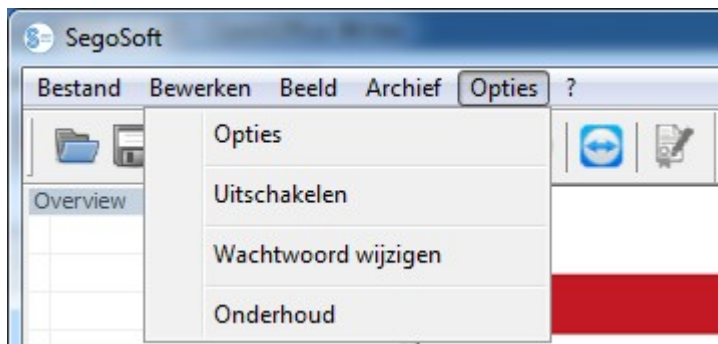 SegoSoft
Bestand Bewerken Beeld Archief Opties ?
Opties
Overview
Uitschakelen
Wachtwoord wijzigen
Onderhoud